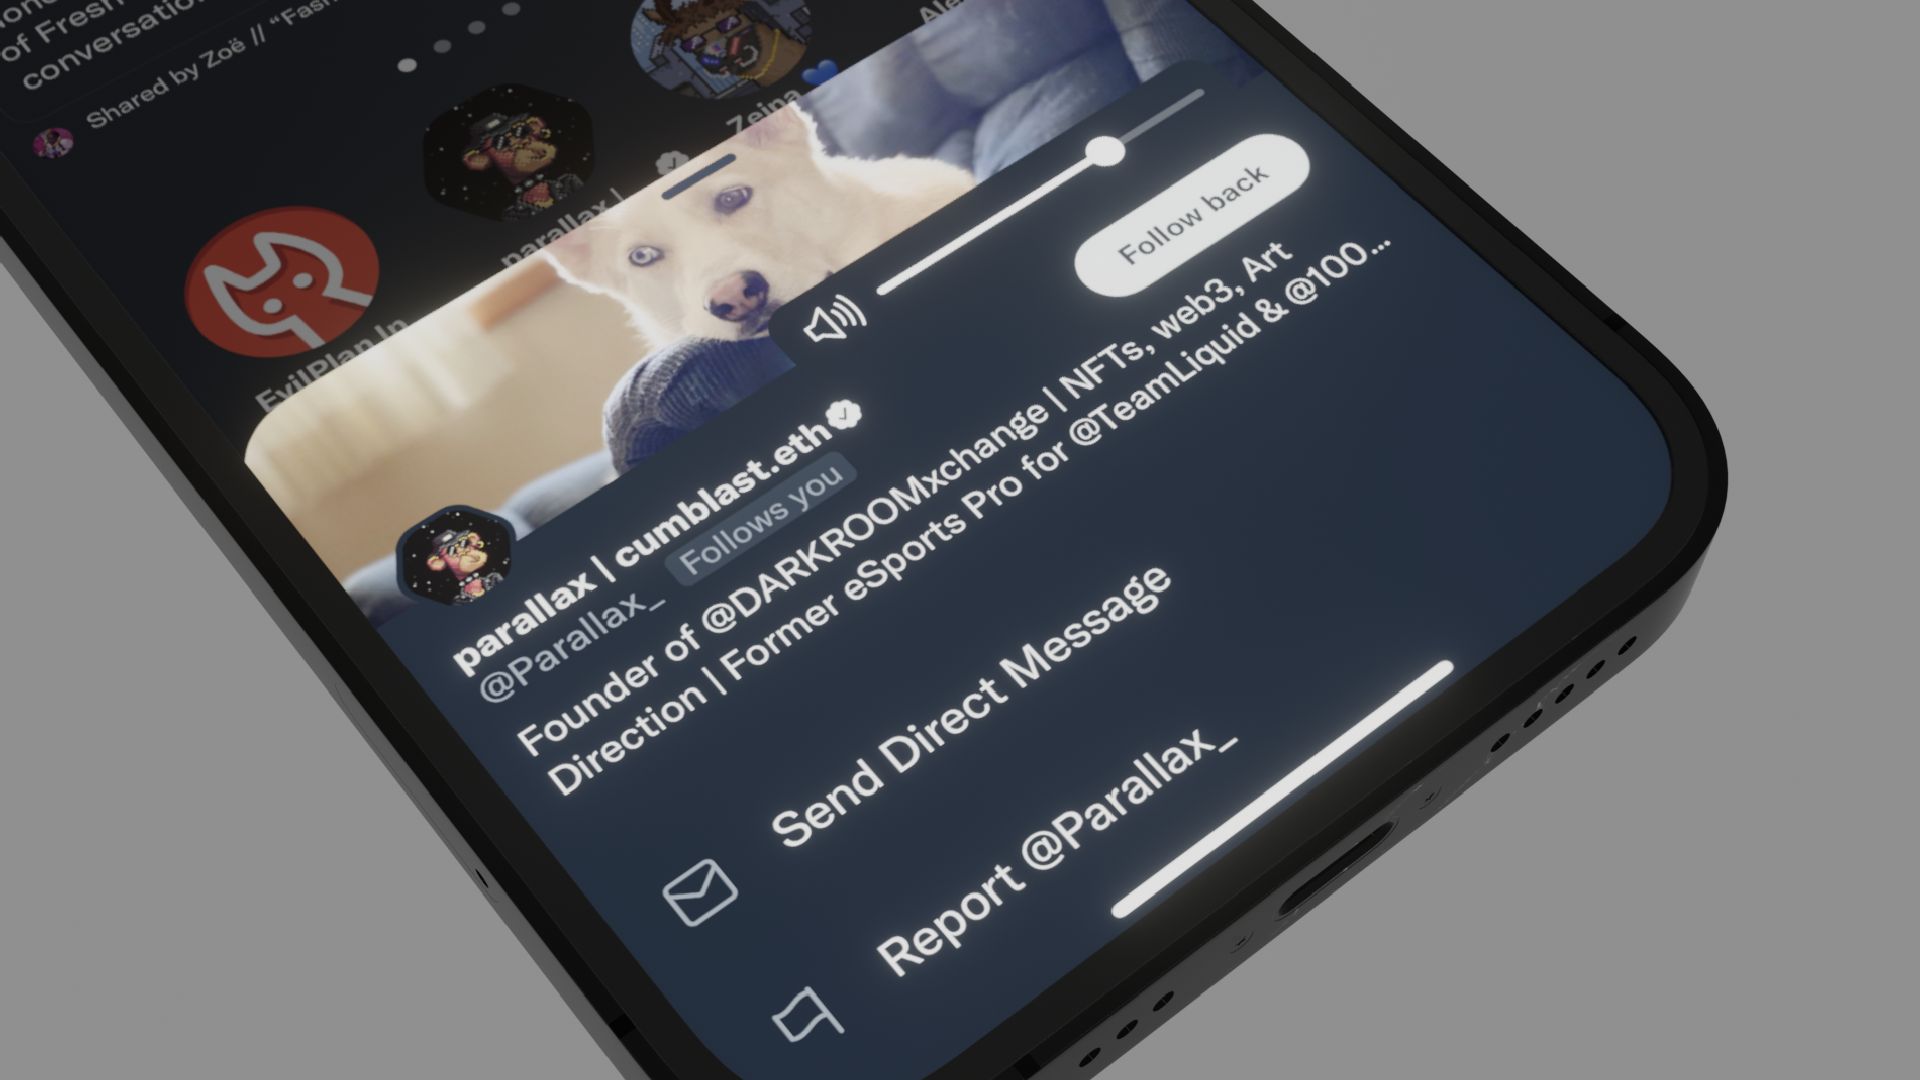 of Fresh
conversatio
Shared by Zoë // “Fash
Zeina 💙
parallax |
EvilPlan In
Follow back
parallax | cumblast.eth
@Parallax_ Follows you
Founder of @DARKROOMxchange | NFTs, web3, Art
Direction | Former eSports Pro for @TeamLiquid & @100...
Send Direct Message
Report @Parallax_